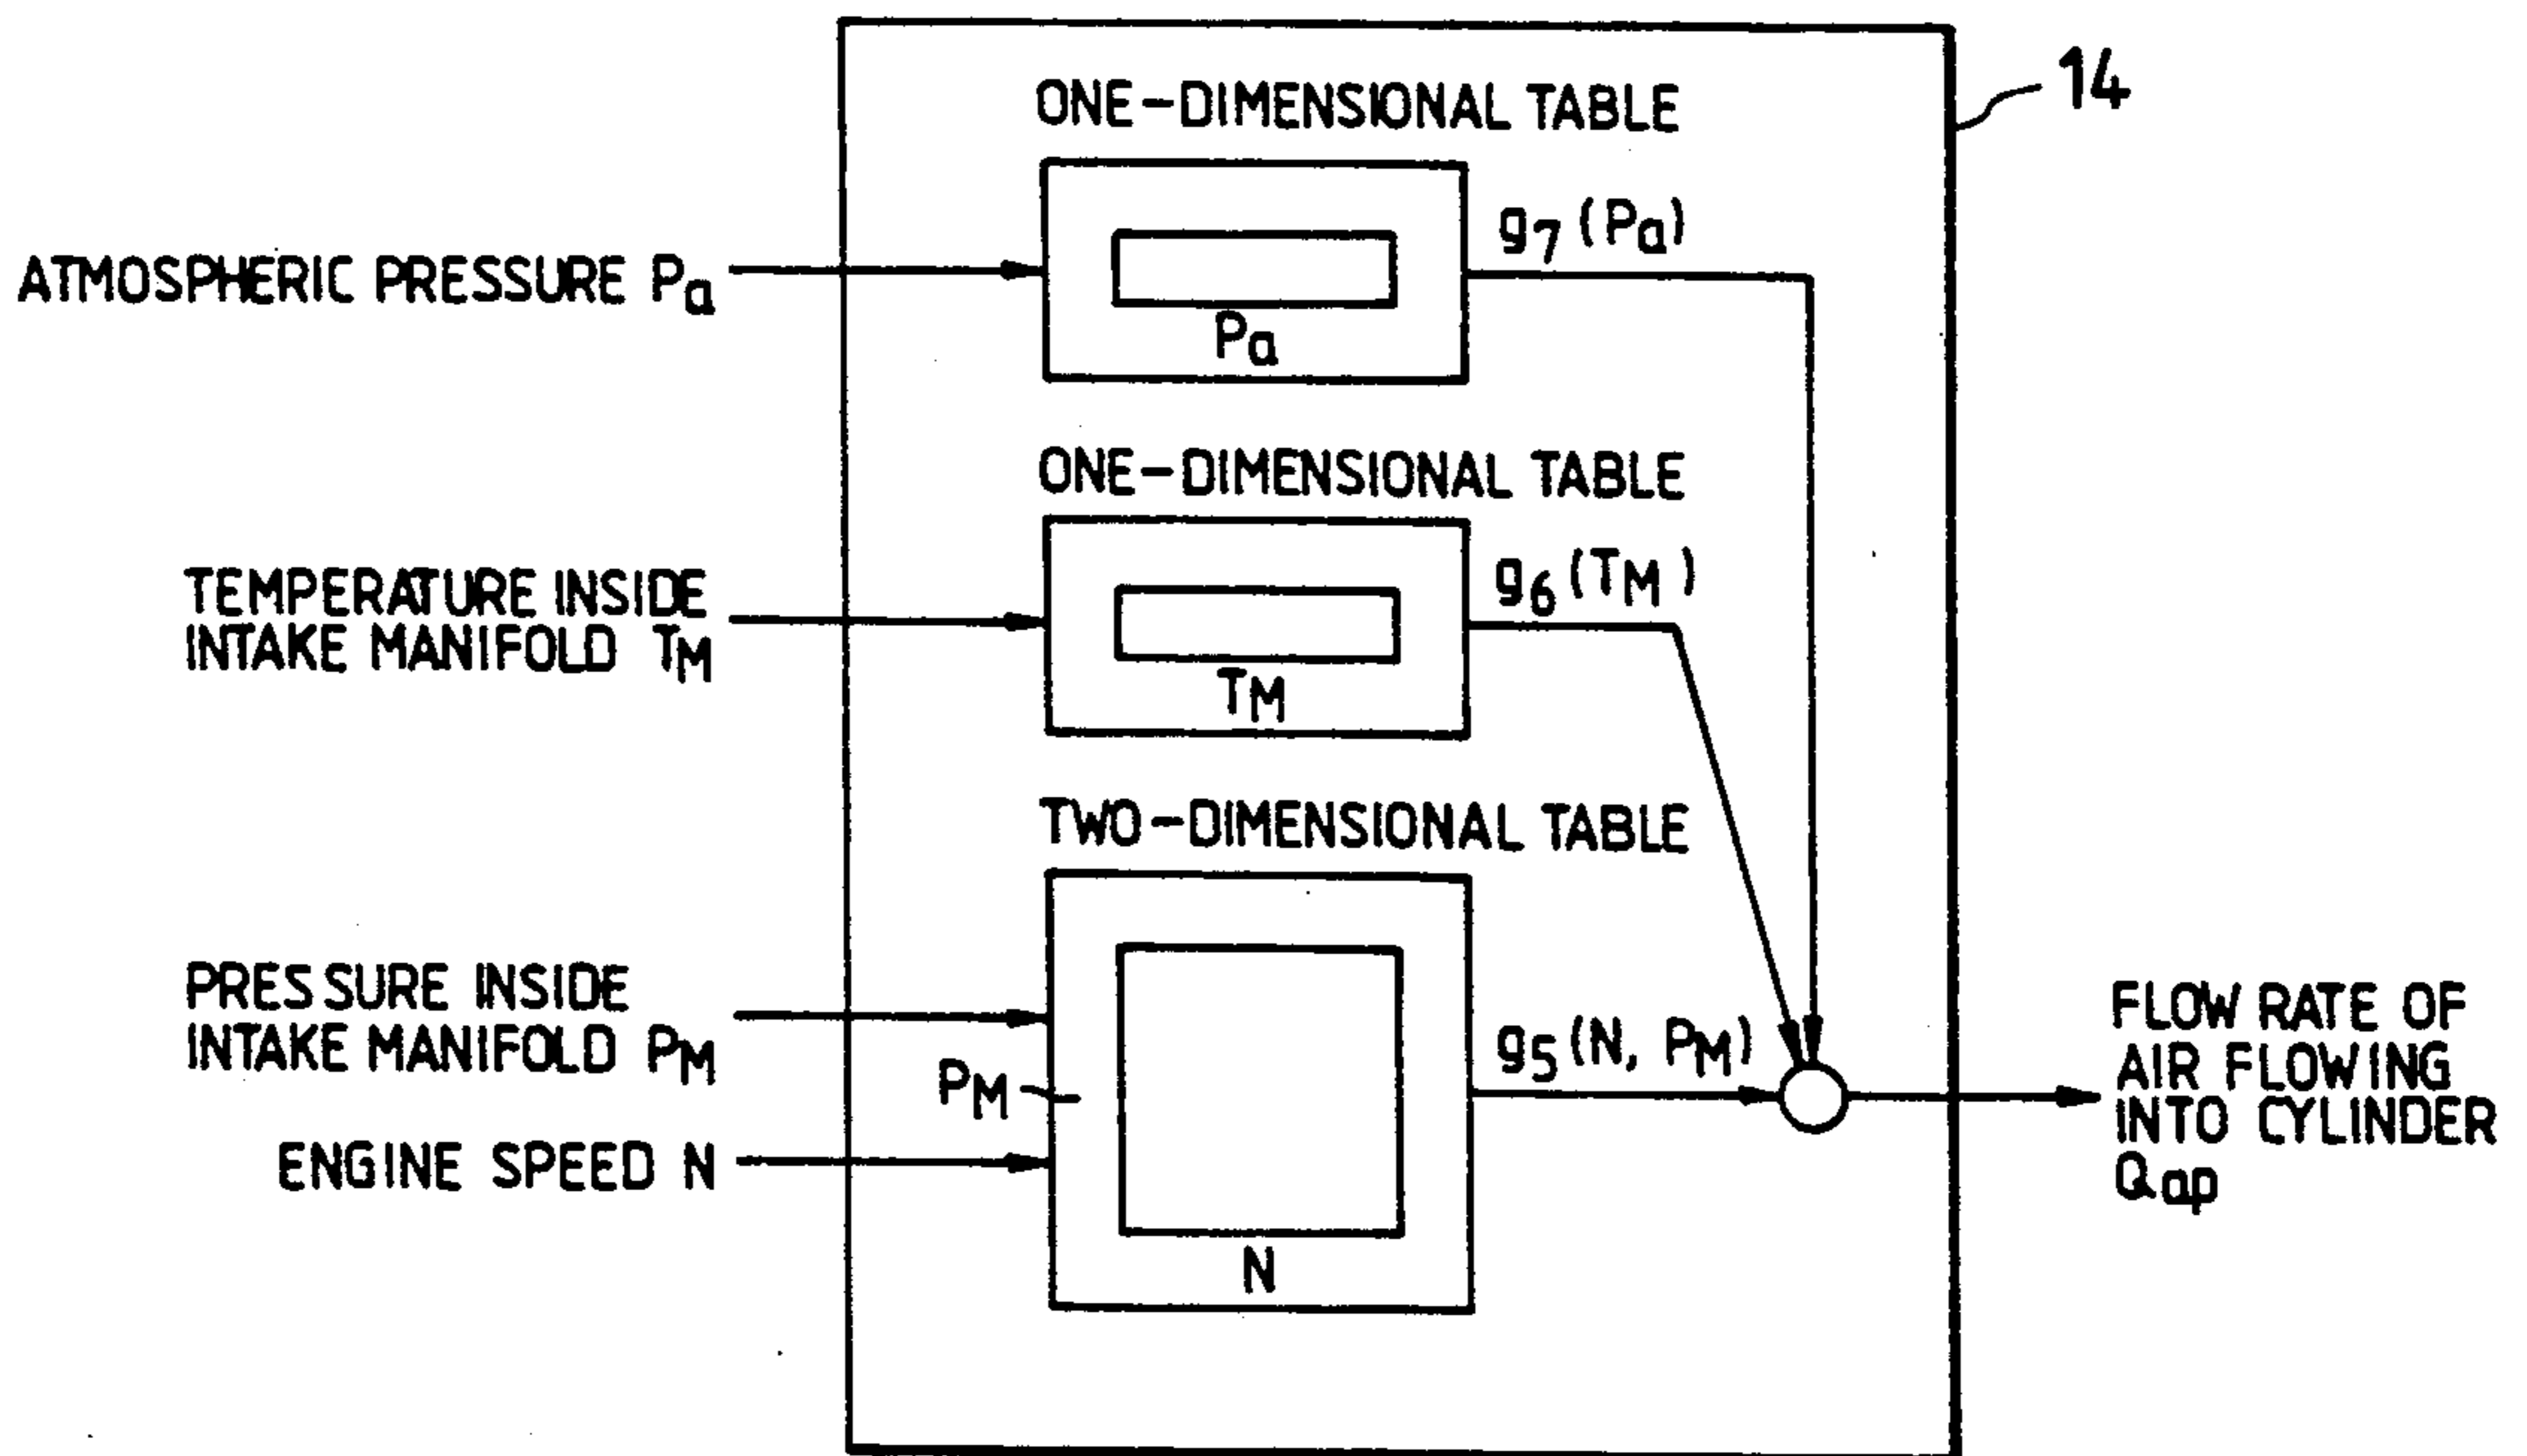 14
ONE-DIMENSIONAL TABLE
ATMOSPHERIC PRESSURE Pa
g7 (Pa)
Pa
ONE-DIMENSIONAL TABLE
TEMPERATURE INSIDE
INTAKE MANIFOLD TM
g6 (TM)
TM
TWO-DIMENSIONAL TABLE
PRESSURE INSIDE
INTAKE MANIFOLD PM
PM
g5 (N, PM)
ENGINE SPEED N
N
FLOW RATE OF
AIR FLOWING
INTO CYLINDER
Qap